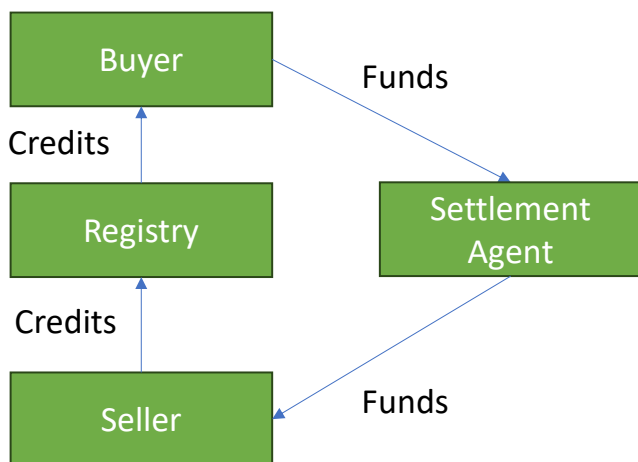 Buyer
Funds
Credits
Registry
Settlement
Agent
Credits
Seller
Funds